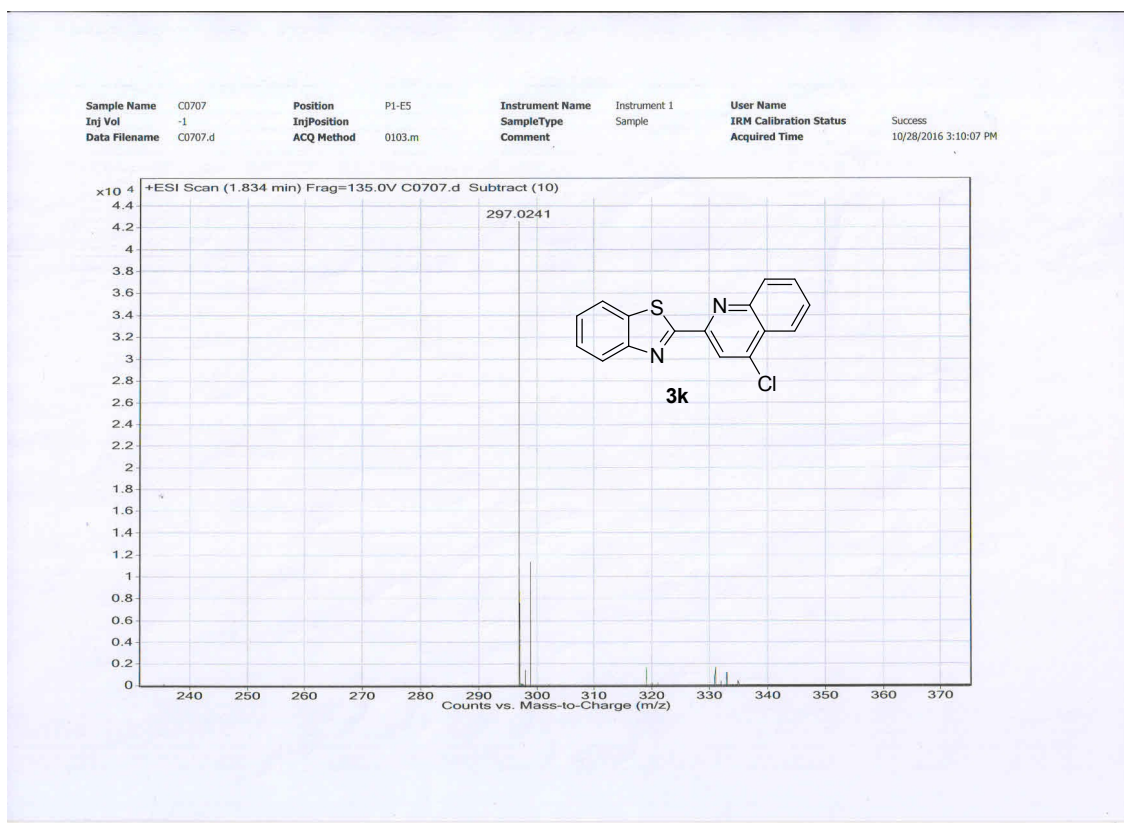 Sample Name C0707 Position P1-E5 Instrument Name Instrument 1 User Name
Inj Vol -1 InjPosition SampleType Sample IRM Calibration Status Success
Data Filename C0707.d ACQ Method 0103.m Comment Acquired Time 10/28/2016 3:10:07 PM
x10 4 +ESI Scan (1.834 min) Frag=135.0V C0707.d Subtract (10)
4.4
297.0241
4.2
4
3.8
3.6
3.4
3.2
3
2.8
2.6
2.4
2.2
2
1.8
1.6
1.4
1.2
1
0.8
0.6
0.4
0.2
0
S N
N
Cl
3k
240 250 260 270 280 290 300 310 320 330 340 350 360 370
Counts vs. Mass-to-Charge (m/z)